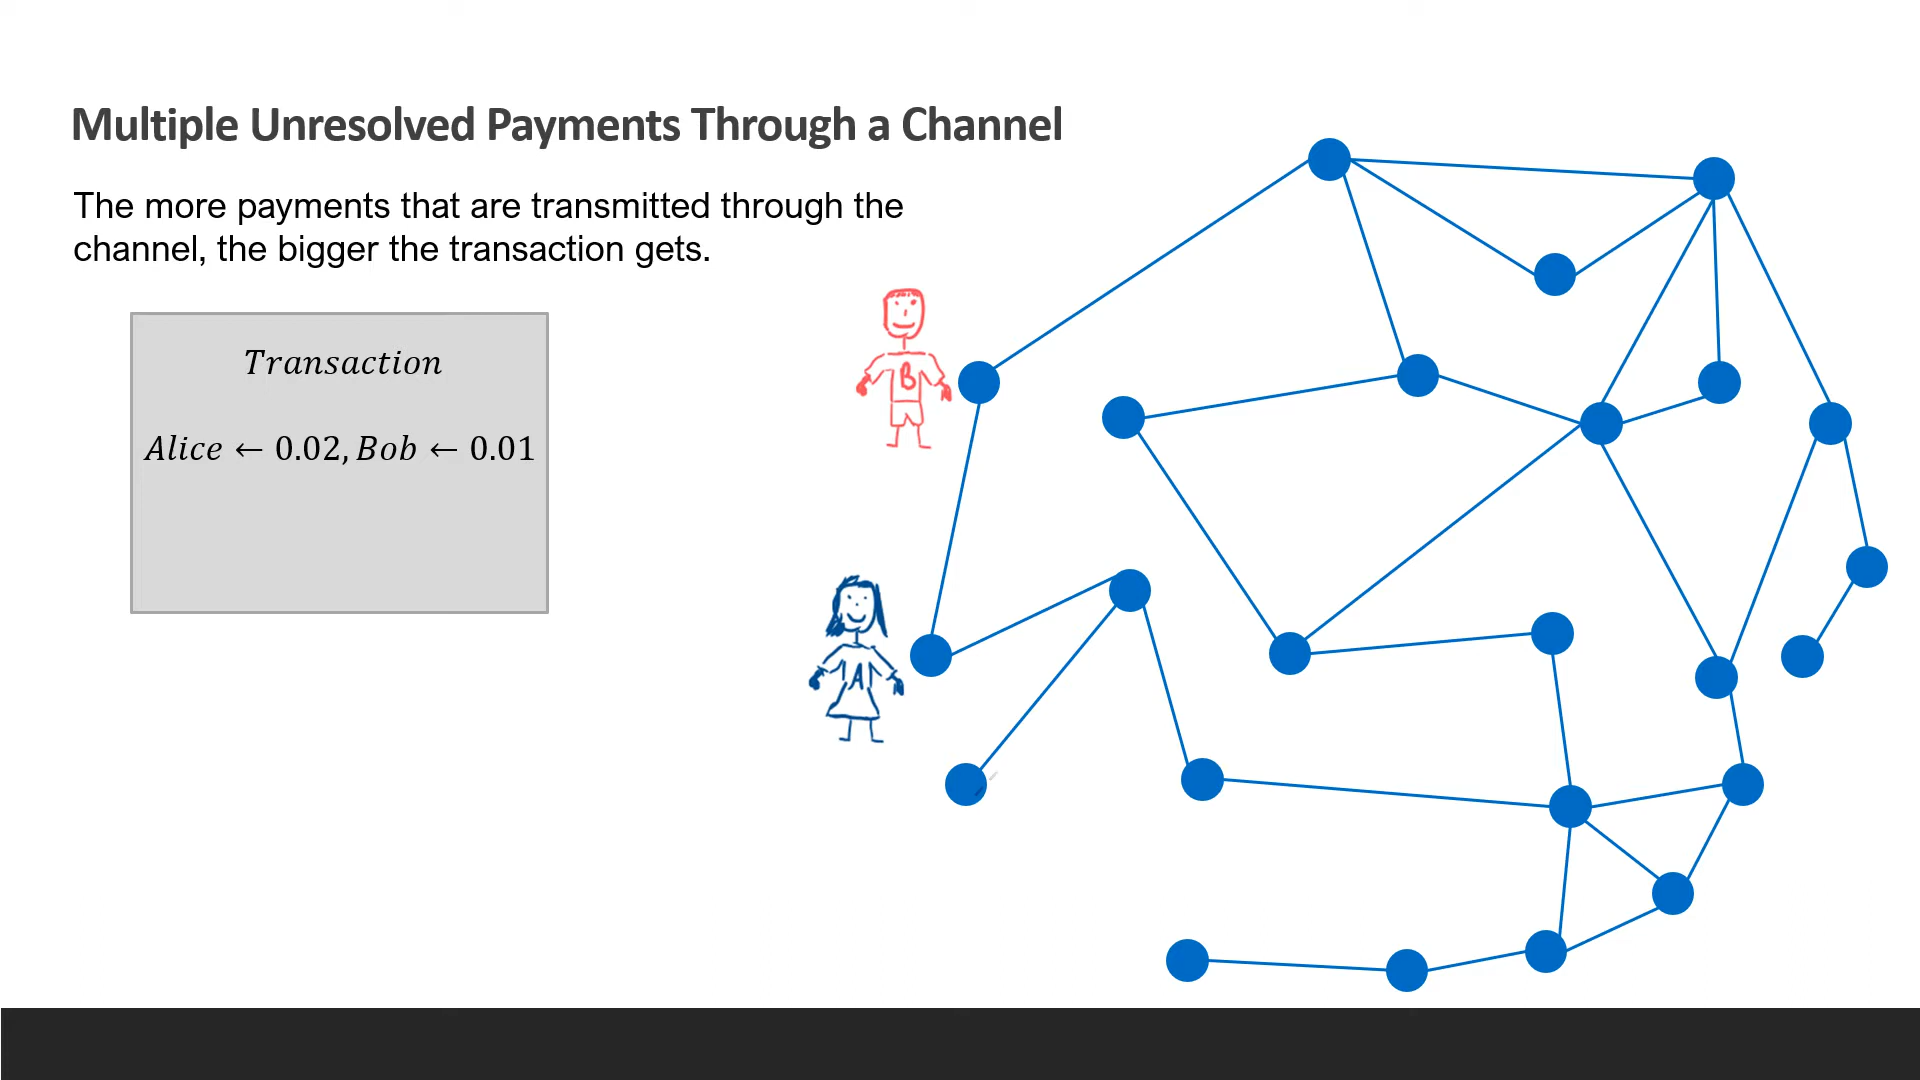 Multiple Unresolved Payments Through a Channel
The more payments that are transmitted through the
channel, the bigger the transaction gets.
Transaction
Alice ← 0.02, Bob ← 0.01
B
A